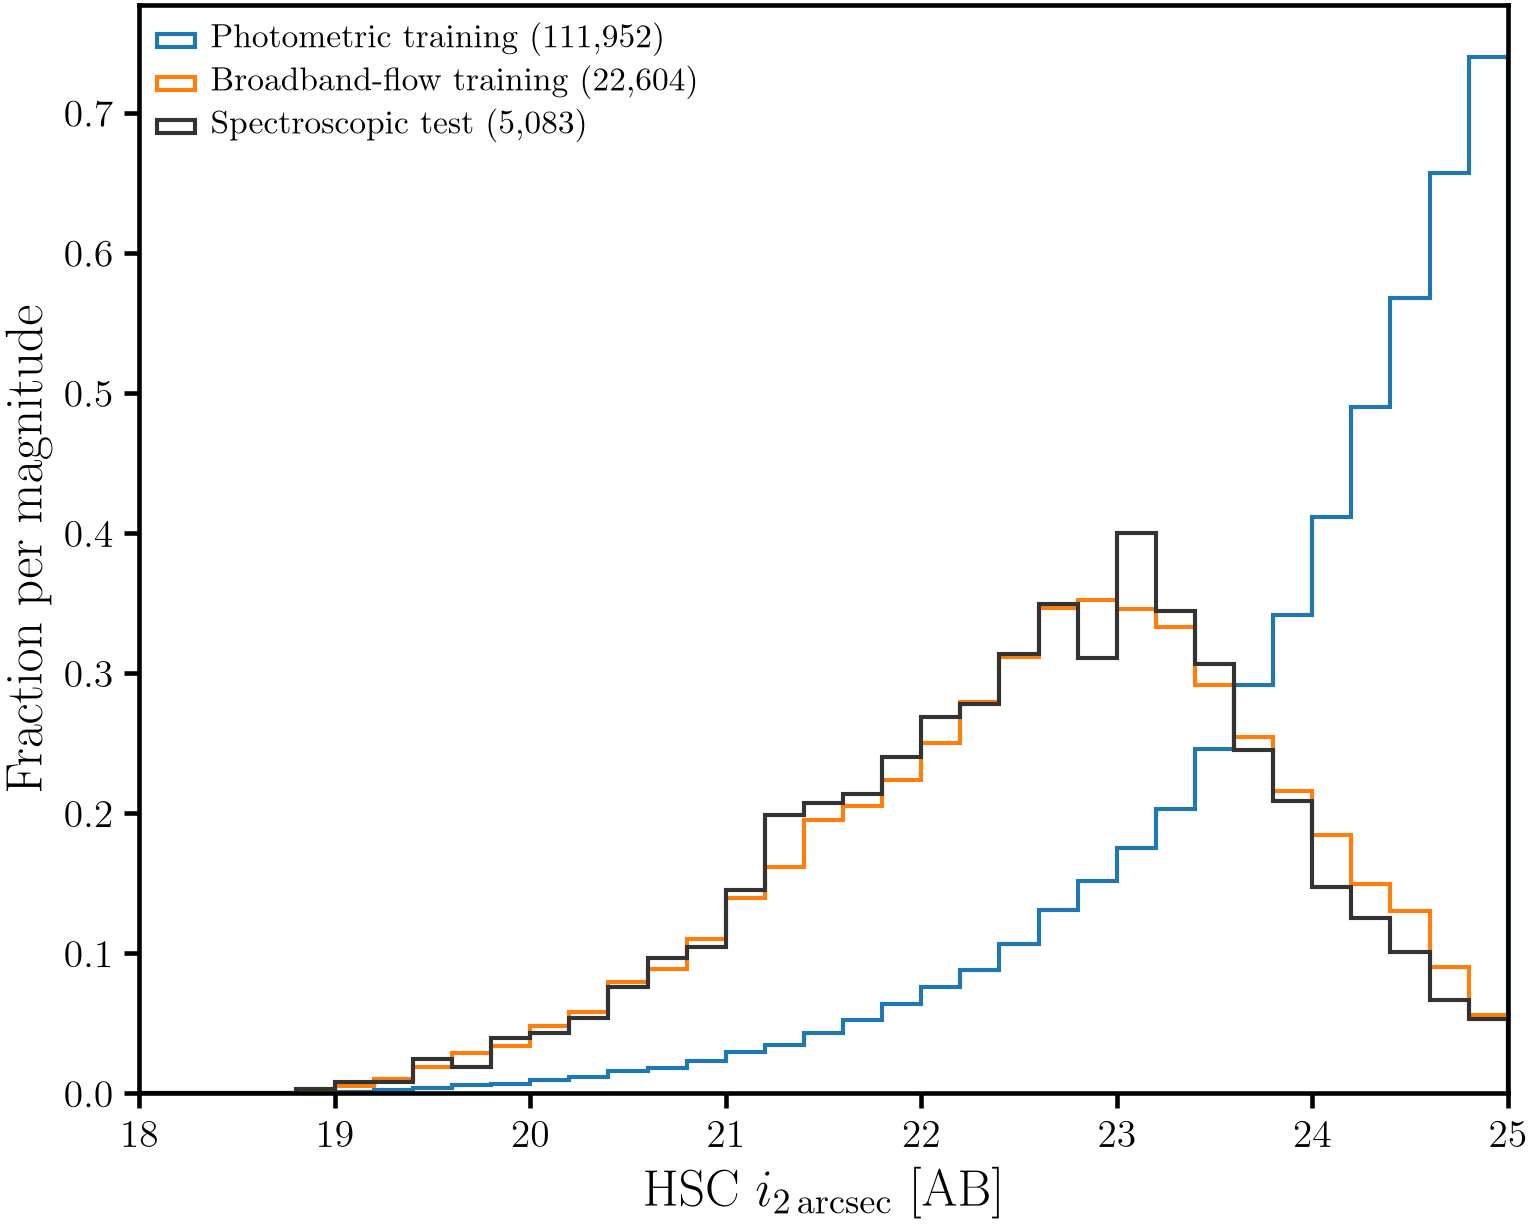 Photometric training (111,952)
Broadband-flow training (22,604)
Spectroscopic test (5,083)
Fraction per magnitude
0.7
0.6
0.5
0.4
0.3
0.2
0.1
0.0
18 19 20 21 22 23 24 25
HSC i2 arcsec [AB]